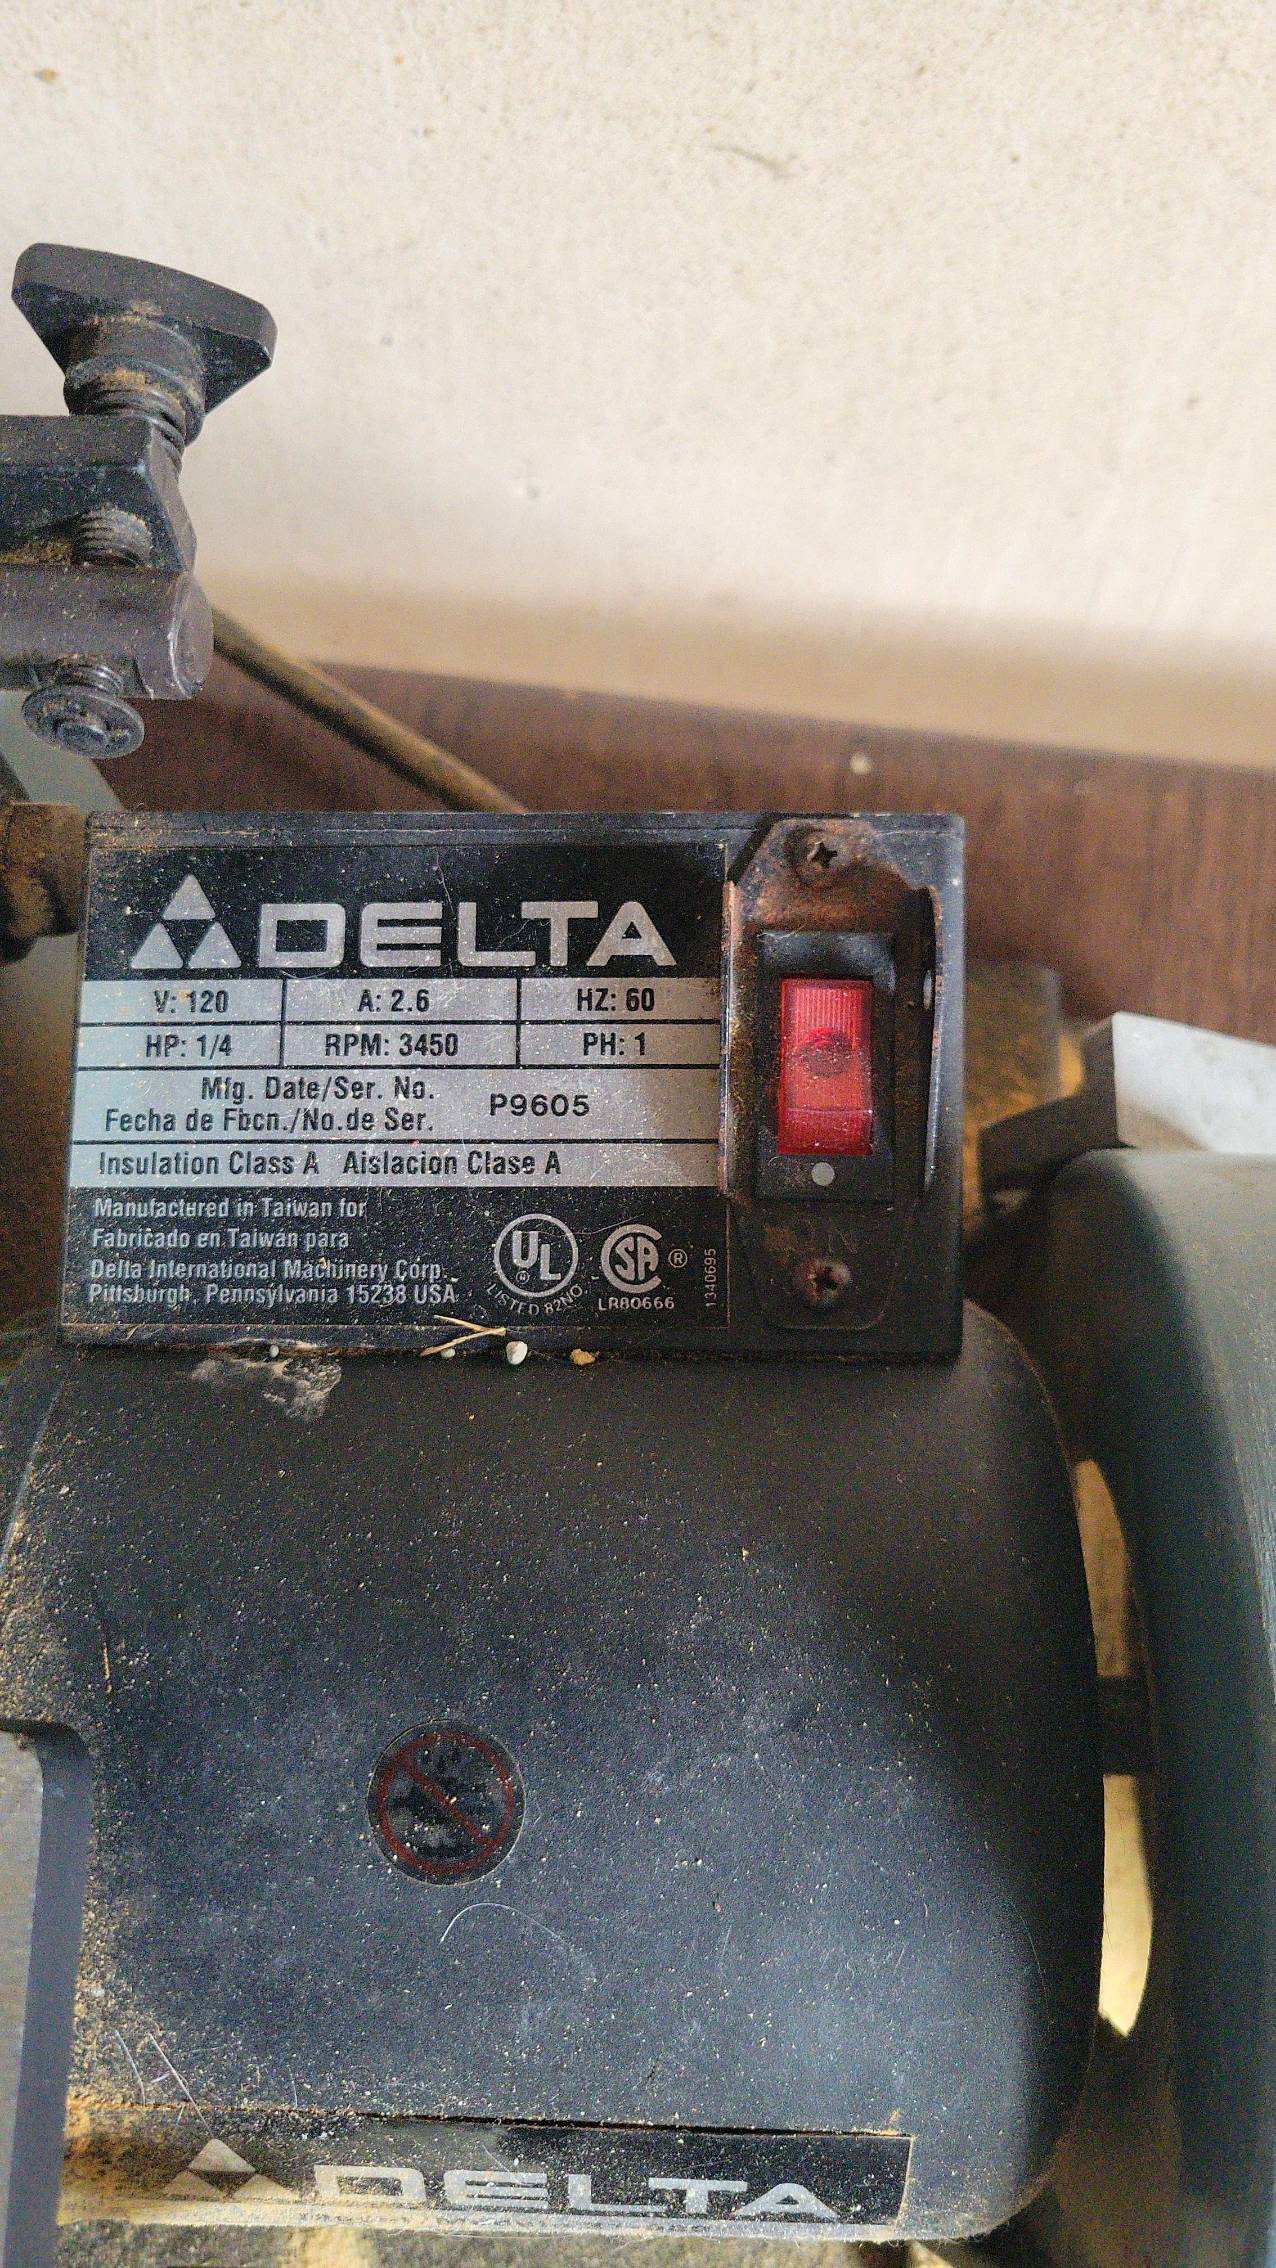 DELTA
V: 120 A: 2.6 HZ: 60
HP: 1/4 RPM: 3450 PH: 1
Mfg. Date/Ser. No.
Fecha de Fbcn./No.de Ser. P9605
Insulation Class A Aislacion Clase A
Manufactured in Taiwan for
Fabricado en Taiwan para
Delta International Machinery Corp.
Pittsburgh, Pennsylvania 15238 USA
UL
LISTED 82NO
SA ®
LR80666
1340695
DELTA